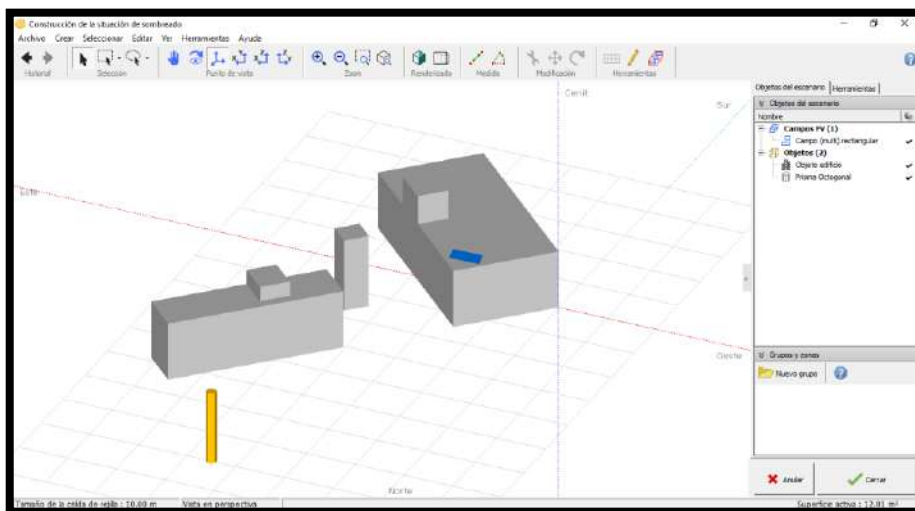 Construcción de la situación de sombreado
Archivo Crear Seleccionar Editar Ver Herramientas Ayuda
Material Selección Punto de vista Zoom Renderizado Medida Modificación Herramientas
Objetos del escenario Herramientas
Objetos del escenario
Nombre
Campos FV (1)
Campo (multi) rectangular
Objetos (2)
Objeto edificio
Prisma Octogonal
Cenit
Sur
Este
Oeste
Norte
Grupos y zonas
Nuevo grupo
Anular Cerrar
Tamaño de la celda de rejilla : 10.00 m Vista en perspectiva Superficie activa : 12.01 m²